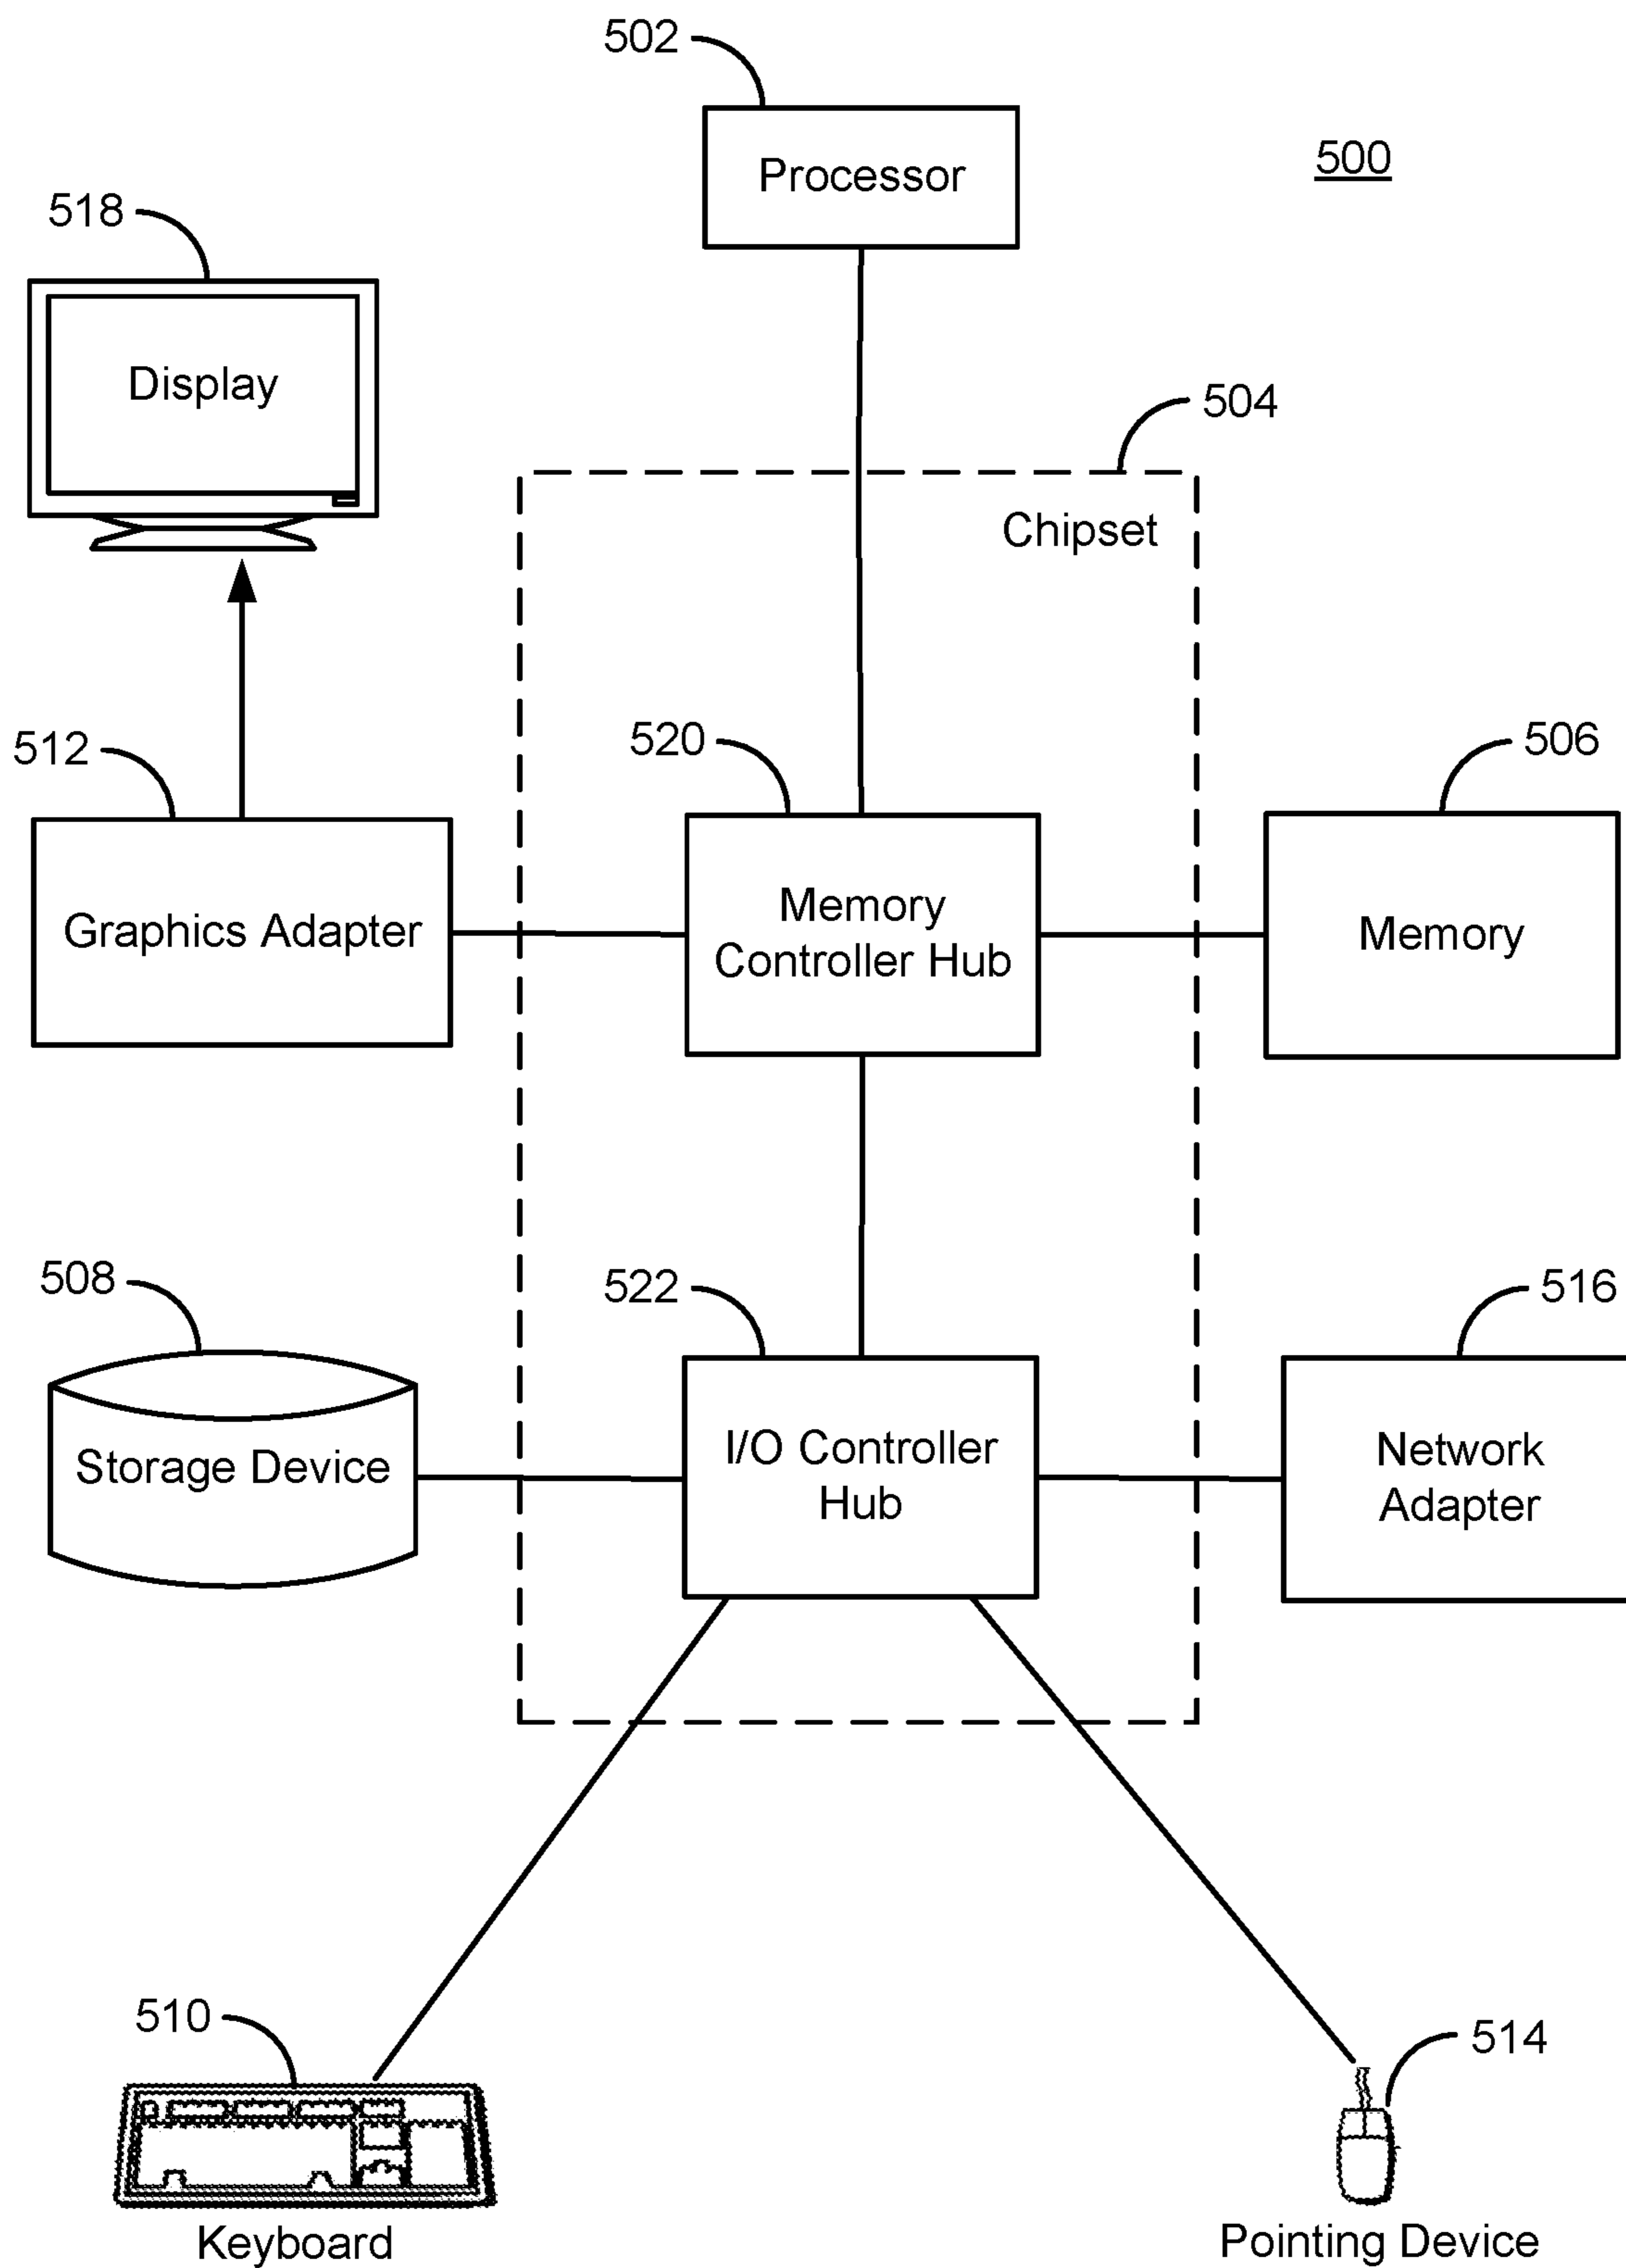 502
Processor
500
518
Display
504
Chipset
512
520
506
Graphics Adapter
Memory
Controller Hub
Memory
508
522
516
Storage Device
I/O Controller
Hub
Network
Adapter
510
514
Keyboard
Pointing Device